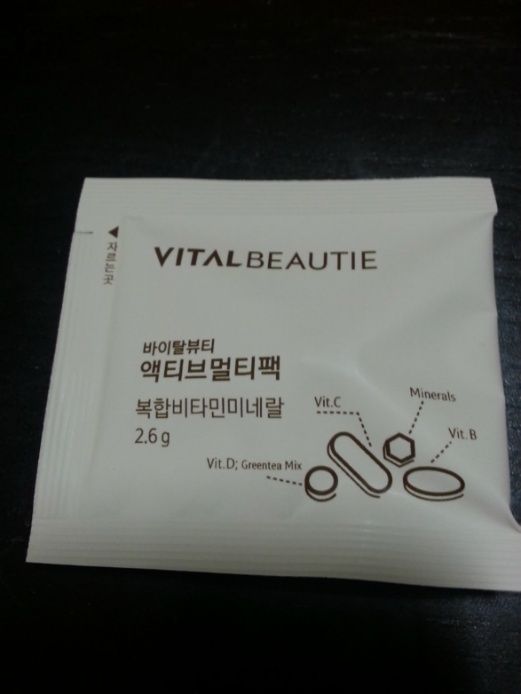 VITALBEAUTIE
자르는곳
바이탈뷰티
액티브멀티팩
복합비타민미네랄
2.6 g
Vit.C
Minerals
Vit.B
Vit.D; Greentea Mix